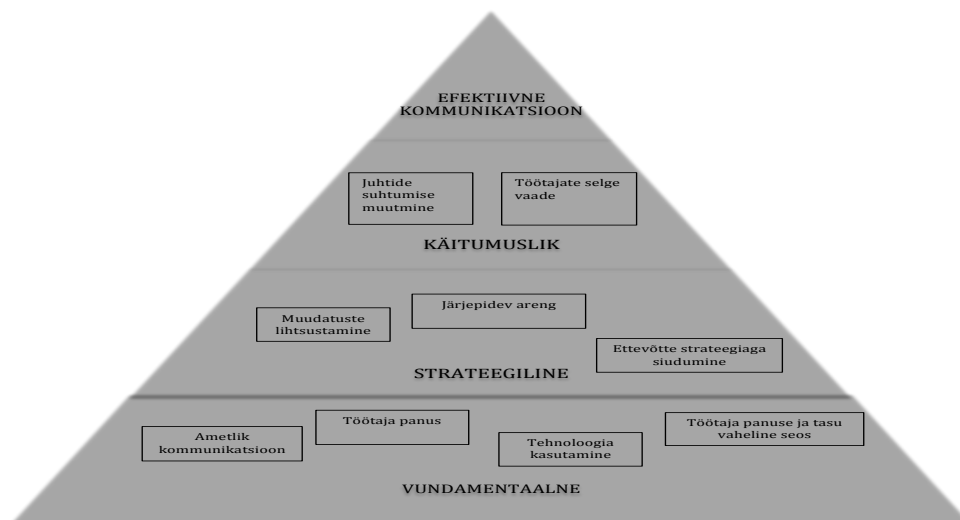 EFEKTIIVNE
KOMMUNIKATSIOON
Juhtide
suhtumise
muutmine
Töötajate selge
vaade
KÄITUMUSLIK
Muudatuste
lihtsustamine
Järjepidev areng
Ettevõtte strateegiaga
siudumine
STRATEEGILINE
Ametlik
kommunikatsioon
Töötaja panus
Tehnoloogia
kasutamine
Töötaja panuse ja tasu
vaheline seos
VUNDAMENTAALNE